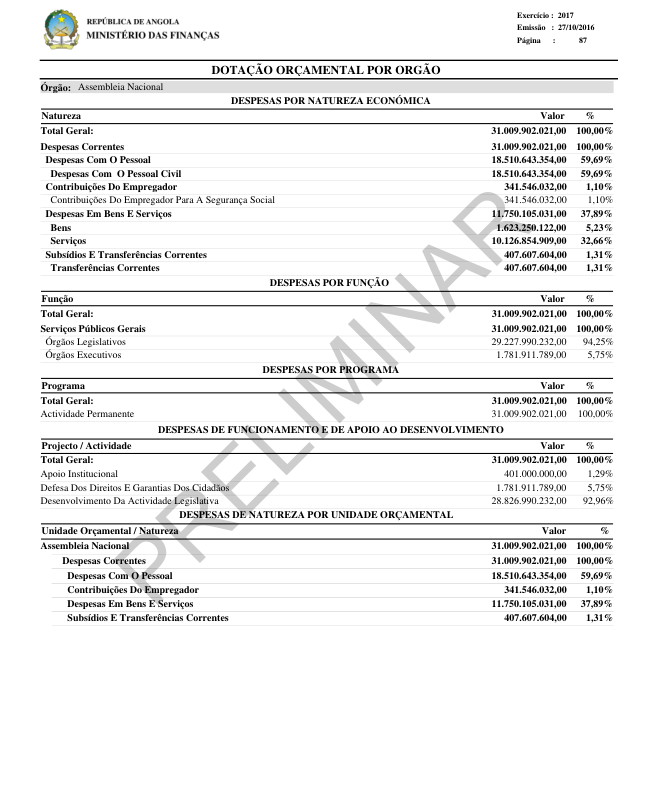 REPÚBLICA DE ANGOLA
MINISTÉRIO DAS FINANÇAS
Exercício : 2017
Emissão : 27/10/2016
Página : 87
DOTAÇÃO ORÇAMENTAL POR ORGÃO
Órgão: Assembleia Nacional
DESPESAS POR NATUREZA ECONÓMICA
Natureza Valor %
Total Geral: 31.009.902.021,00 100,00%
Despesas Correntes 31.009.902.021,00 100,00%
Despesas Com O Pessoal 18.510.643.354,00 59,69%
Despesas Com O Pessoal Civil 18.510.643.354,00 59,69%
Contribuições Do Empregador 341.546.032,00 1,10%
Contribuições Do Empregador Para A Segurança Social 341.546.032,00 1,10%
Despesas Em Bens E Serviços 11.750.105.031,00 37,89%
Bens 1.623.250.122,00 5,23%
Serviços 10.126.854.909,00 32,66%
Subsídios E Transferências Correntes 407.607.604,00 1,31%
Transferências Correntes 407.607.604,00 1,31%
DESPESAS POR FUNÇÃO
Função Valor %
Total Geral: 31.009.902.021,00 100,00%
Serviços Públicos Gerais 31.009.902.021,00 100,00%
Órgãos Legislativos 29.227.990.232,00 94,25%
Órgãos Executivos 1.781.911.789,00 5,75%
DESPESAS POR PROGRAMA
Programa Valor %
Total Geral: 31.009.902.021,00 100,00%
Actividade Permanente 31.009.902.021,00 100,00%
DESPESAS DE FUNCIONAMENTO E DE APOIO AO DESENVOLVIMENTO
Projecto / Actividade Valor %
Total Geral: 31.009.902.021,00 100,00%
Apoio Institucional 401.000.000,00 1,29%
Defesa Dos Direitos E Garantias Dos Cidadãos 1.781.911.789,00 5,75%
Desenvolvimento Da Actividade Legislativa 28.826.990.232,00 92,96%
DESPESAS DE NATUREZA POR UNIDADE ORÇAMENTAL
Unidade Orçamental / Natureza Valor %
Assembleia Nacional 31.009.902.021,00 100,00%
Despesas Correntes 31.009.902.021,00 100,00%
Despesas Com O Pessoal 18.510.643.354,00 59,69%
Contribuições Do Empregador 341.546.032,00 1,10%
Despesas Em Bens E Serviços 11.750.105.031,00 37,89%
Subsídios E Transferências Correntes 407.607.604,00 1,31%
PRELIMINAR